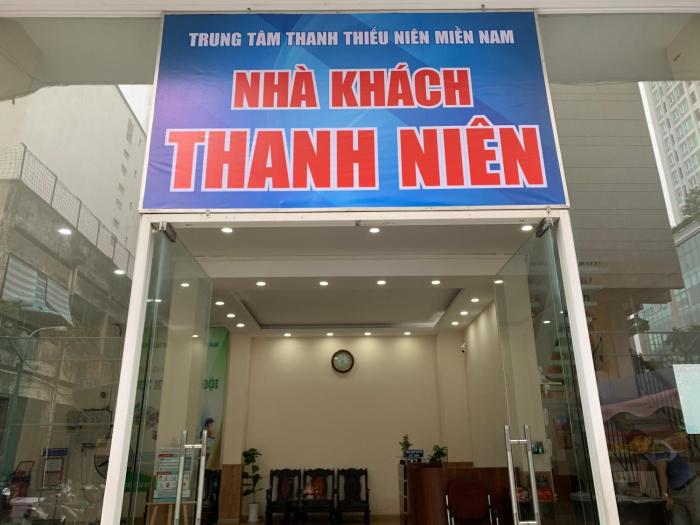 TRUNG TÂM THANH THIẾU NIÊN MIỀN NAM
NHÀ KHÁCH
THANH NIÊN